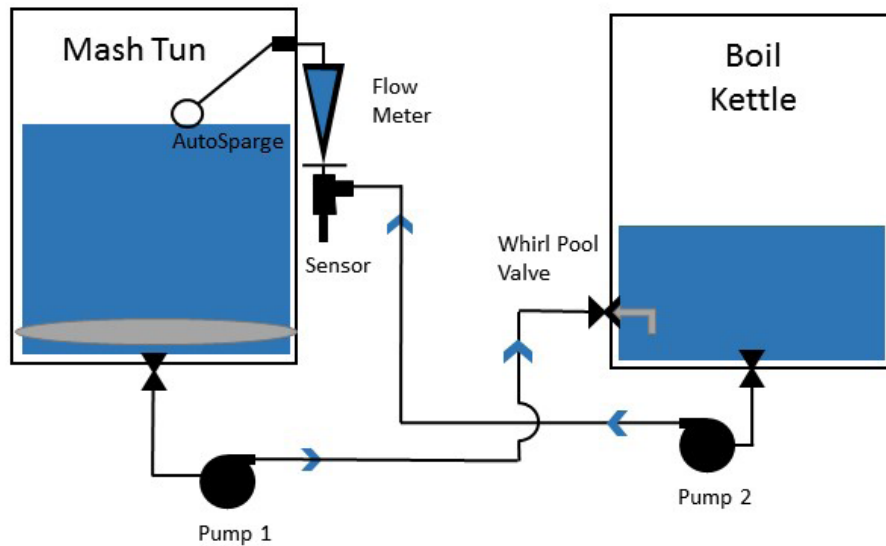 Mash Tun
Boil
Kettle
Flow
Meter
AutoSparge
Whirl Pool
Valve
Sensor
Pump 1
Pump 2